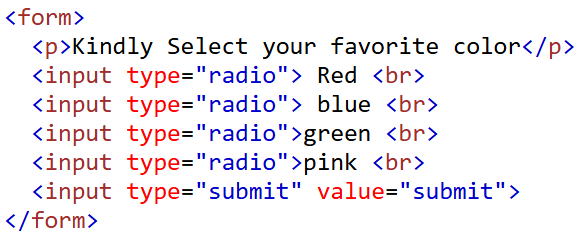 <form>
<p>Kindly Select your favorite color</p>
<input type="radio"> Red <br>
<input type="radio"> blue <br>
<input type="radio">green <br>
<input type="radio">pink <br>
<input type="submit" value="submit">
</form>